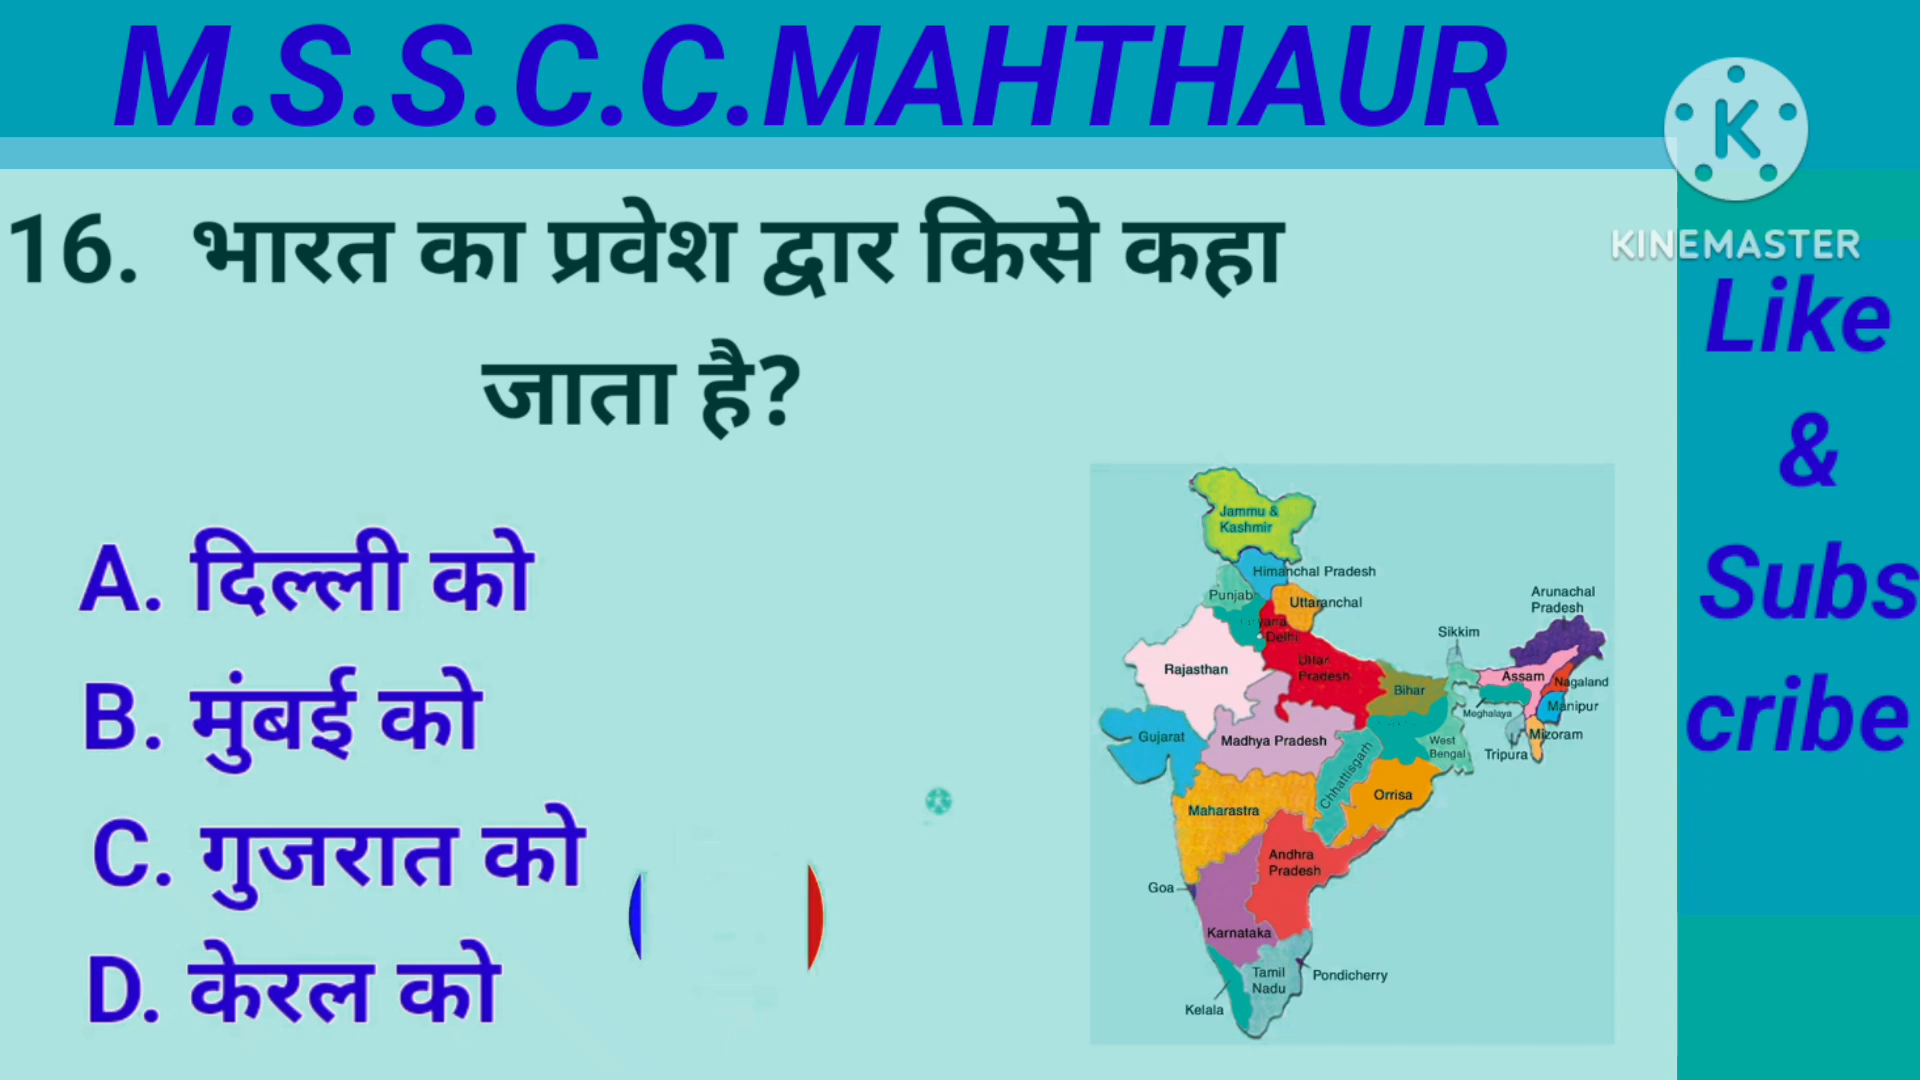 M.S.S.C.C.MAHTHAUR
KINEMASTER
16. भारत का प्रवेश द्वार किसे कहा
जाता है?
A. दिल्ली को
B. मुंबई को
C. गुजरात को
D. केरल को
Like
&
Subs
cribe
Jammu &
Kashmir
Himanchal Pradesh
Punjab
Uttaranchal
Delhi
Rajasthan
Uttar
Pradesh
Bihar
Sikkim
Arunachal
Pradesh
Assam
Nagaland
Meghalaya
Manipur
Mizoram
Tripura
West
Bengal
Gujarat
Madhya Pradesh
Chhattisgarh
Orrisa
Maharastra
Andhra
Pradesh
Goa
Karnataka
Tamil
Nadu
Pondicherry
Kelala